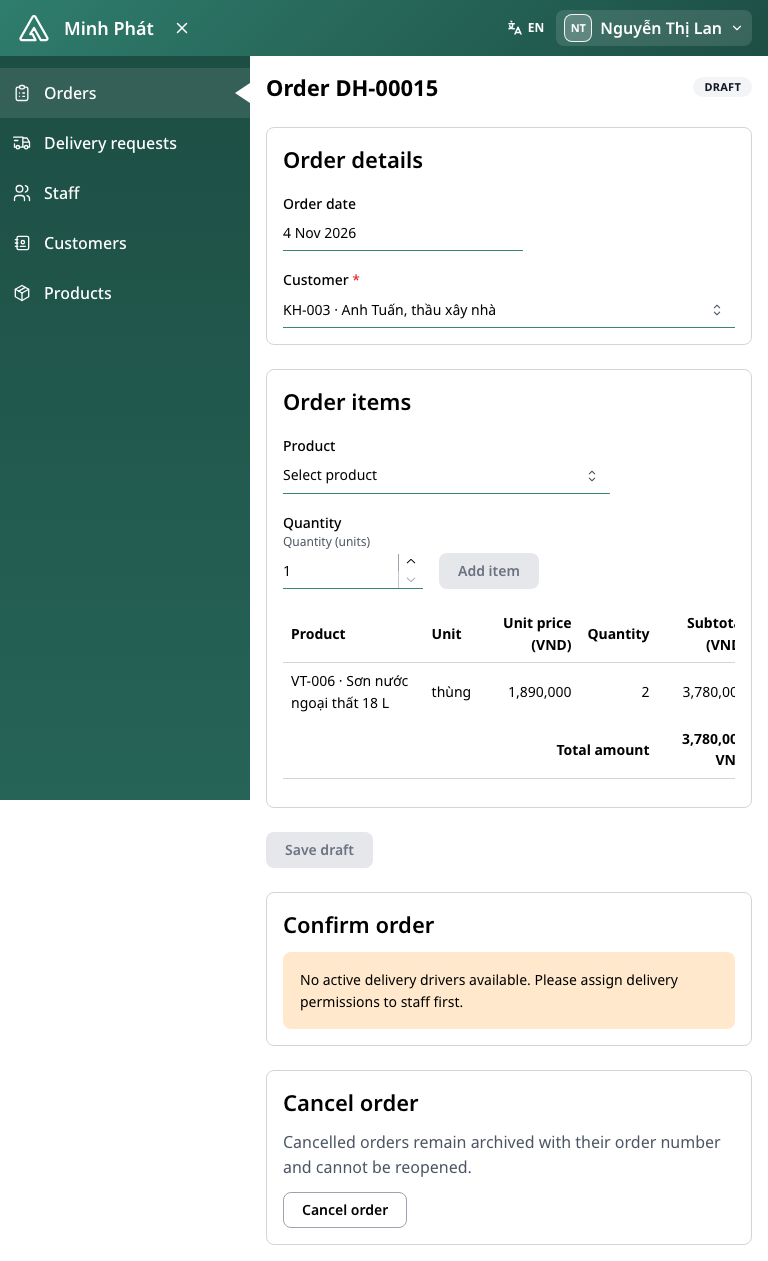 Minh Phát
EN
NT
Nguyễn Thị Lan
Orders
Delivery requests
Staff
Customers
Products
Order DH-00015
DRAFT
Order details
Order date
4 Nov 2026
Customer *
KH-003 · Anh Tuấn, thầu xây nhà
Order items
Product
Select product
Quantity
Quantity (units)
1
Add item
Product Unit Unit price (VND) Quantity
VT-006 · Sơn nước
ngoại thất 18 L
thùng 1,890,000 2
Total amount
Save draft
Confirm order
No active delivery drivers available. Please assign delivery
permissions to staff first.
Cancel order
Cancelled orders remain archived with their order number
and cannot be reopened.
Cancel order